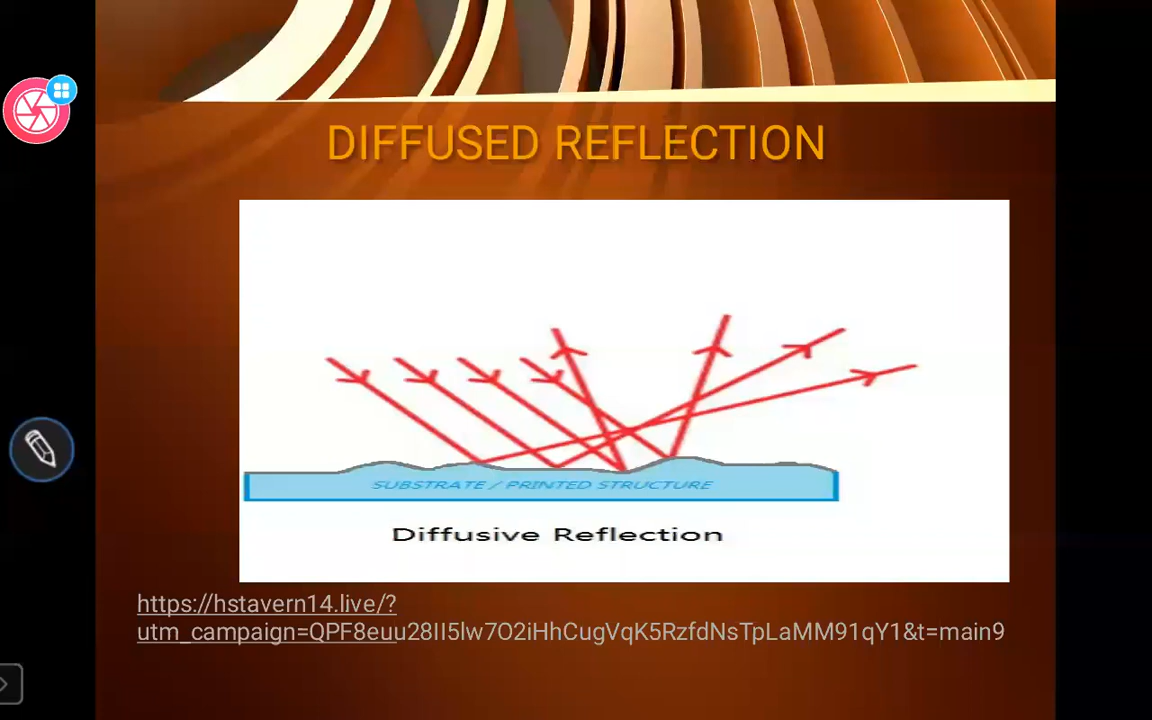 DIFFUSED REFLECTION
SUBSTRATE / PRINTED STRUCTURE
Diffusive Reflection
https://hstavern14.live/?
utm_campaign=QPF8euu28II5lw7O2iHhCugVqK5RzfdNsTpLaMM91qY1&t=main9